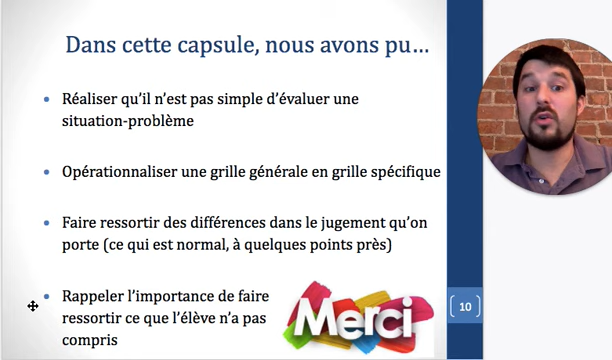 Dans cette capsule, nous avons pu…
Réaliser qu’il n’est pas simple d’évaluer une
situation-problème
Opérationnaliser une grille générale en grille spécifique
Faire ressortir des différences dans le jugement qu’on
porte (ce qui est normal, à quelques points près)
Rappeler l’importance de faire
ressortir ce que l’élève n’a pas
compris
Merci
10